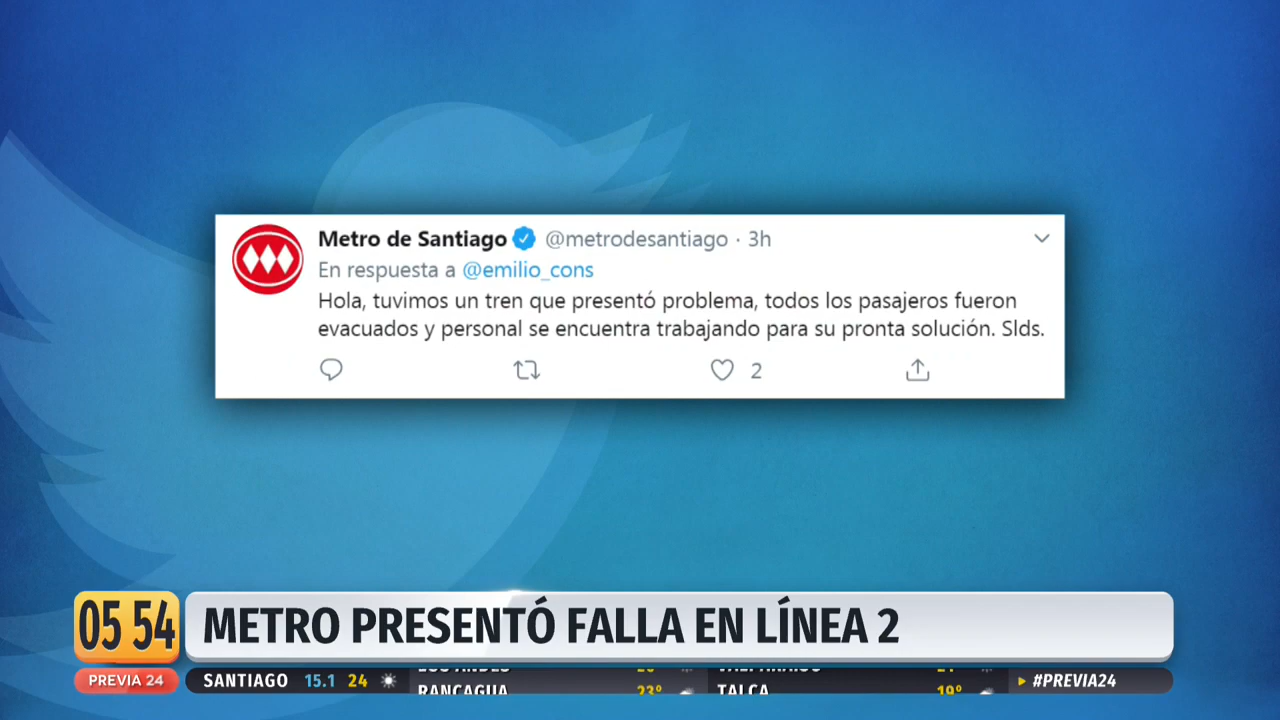 Metro de Santiago @metrodesantiago · 3h
En respuesta a @emilio_cons
Hola, tuvimos un tren que presentó problema, todos los pasajeros fueron
evacuados y personal se encuentra trabajando para su pronta solución. Slds.
2
05 54
METRO PRESENTÓ FALLA EN LÍNEA 2
PREVIA 24
SANTIAGO 15.1 24
RANCAGUA 23º
TALCA 19º
#PREVIA24